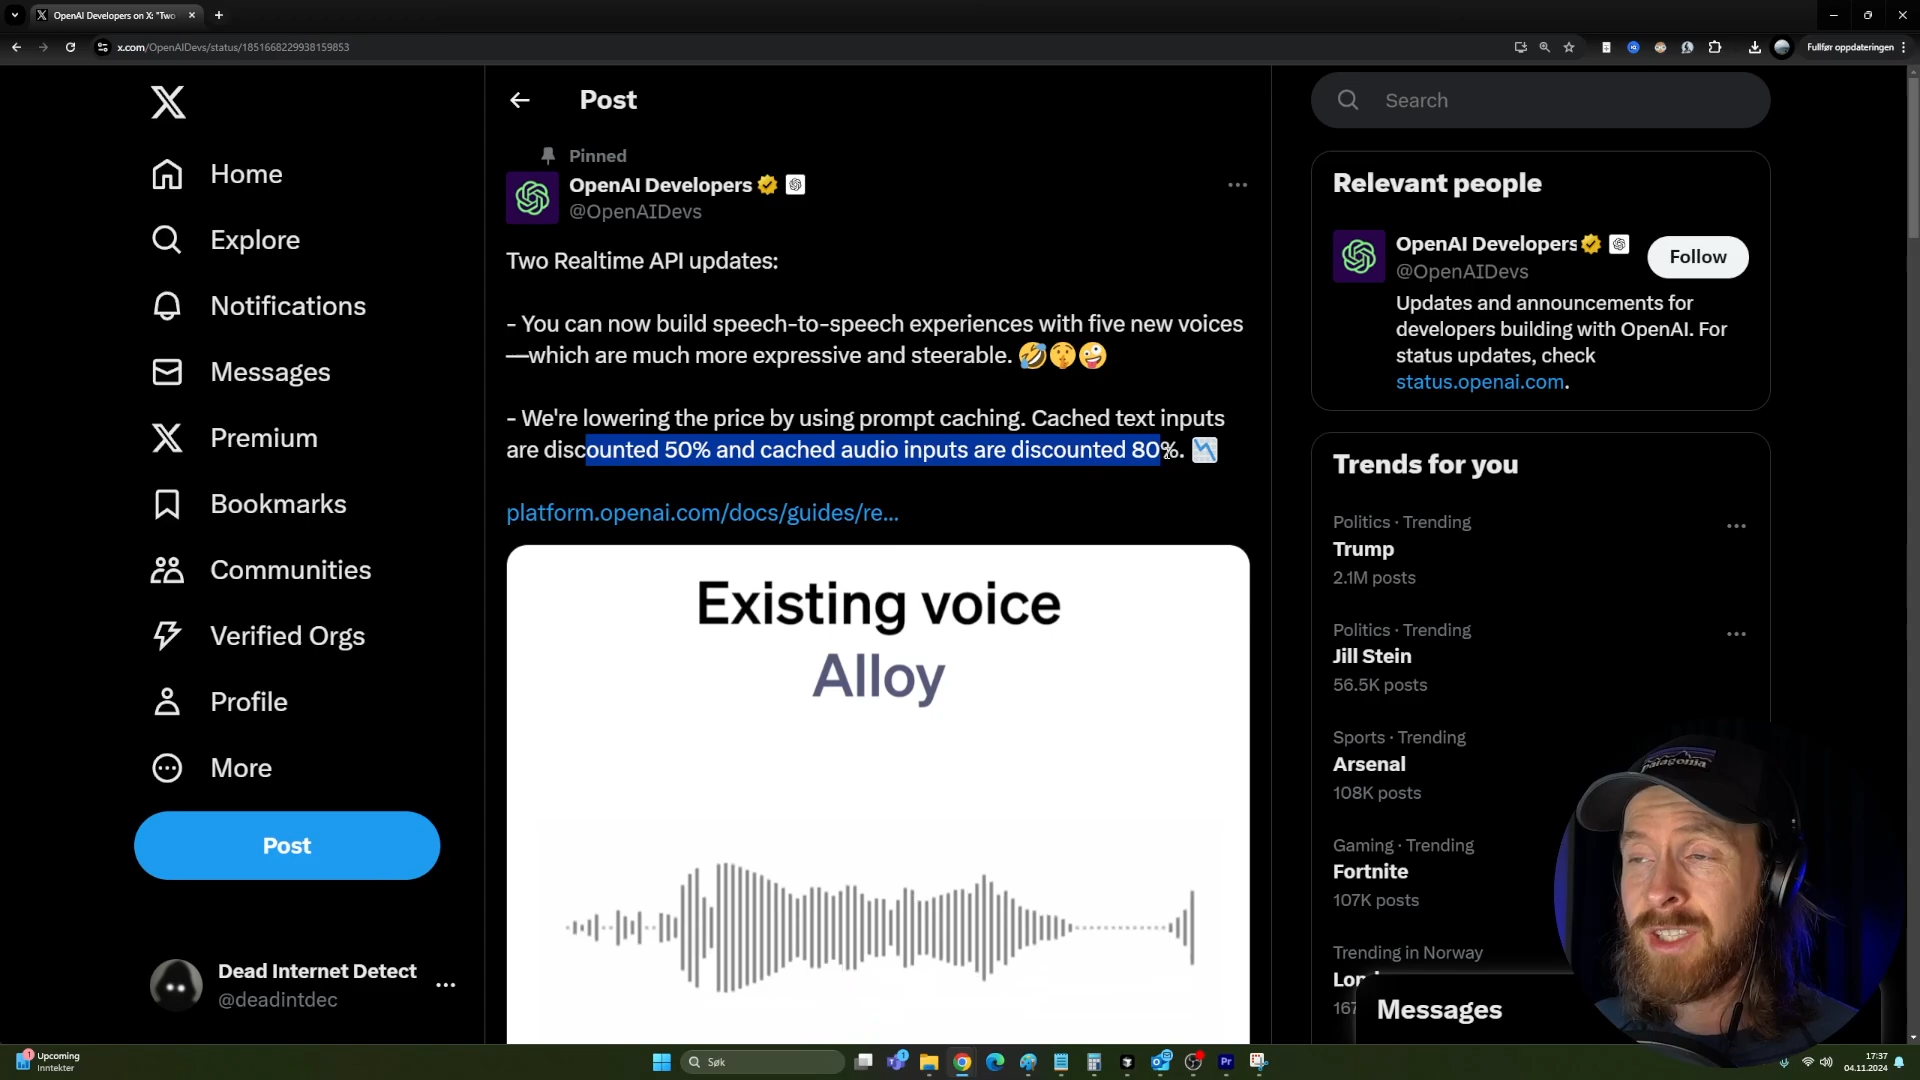 OpenAI Developers on X: "Two
x.com/OpenAIDevs/status/1851668229938159853
Fullfør oppdateringen
Home
Explore
Notifications
Messages
Premium
Bookmarks
Communities
Verified Orgs
Profile
More
Post
Dead Internet Detect
@deadintdec
Post
Pinned
OpenAI Developers
@OpenAIDevs
Two Realtime API updates:
- You can now build speech-to-speech experiences with five new voices
—which are much more expressive and steerable. 🤣🤫🤪
- We're lowering the price by using prompt caching. Cached text inputs
are discounted 50% and cached audio inputs are discounted 80%. 📉
platform.openai.com/docs/guides/re...
Existing voice
Alloy
Search
Relevant people
OpenAI Developers
@OpenAIDevs
Follow
Updates and announcements for
developers building with OpenAI. For
status updates, check
status.openai.com.
Trends for you
Politics · Trending
Trump
2.1M posts
Politics · Trending
Jill Stein
56.5K posts
Sports · Trending
Arsenal
108K posts
Gaming · Trending
Fortnite
107K posts
Trending in Norway
167
Messages
patagonia
1
Upcoming
Inntekter
Søk
1
Pr
17:37
04.11.2024